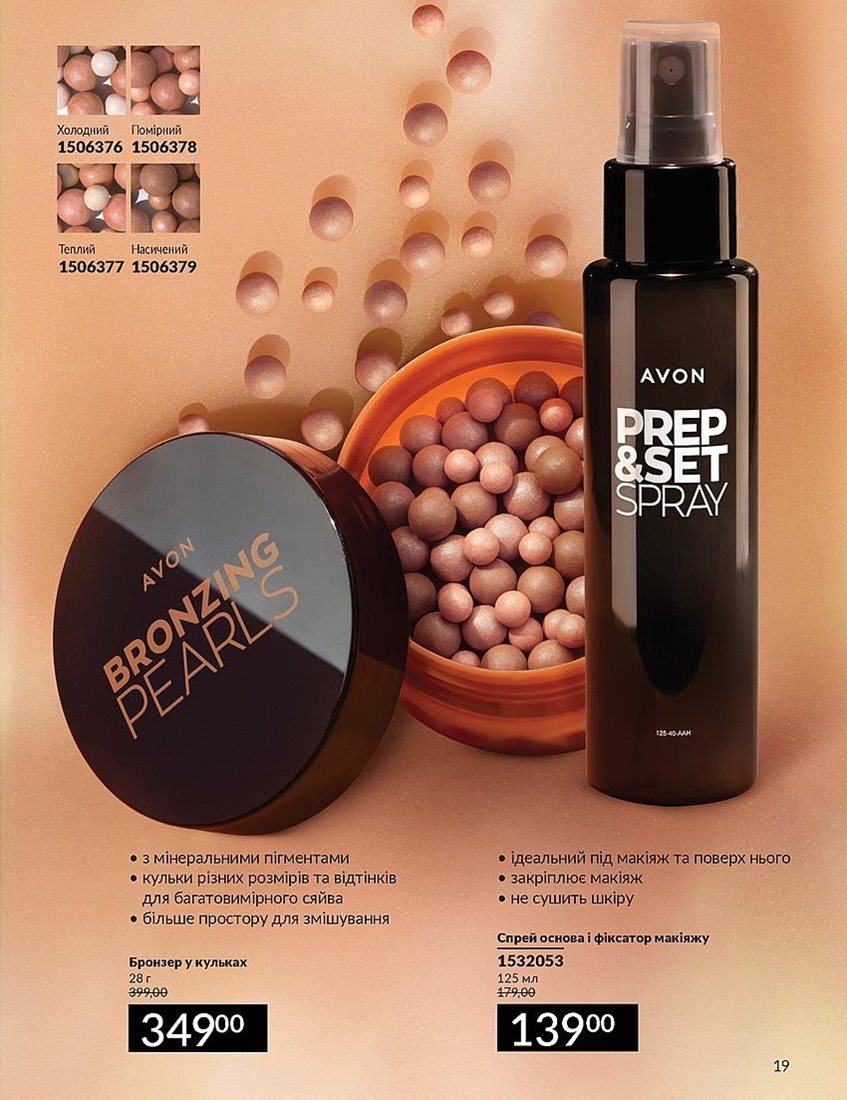 Холодний
1506376
Помірний
1506378
Теплий
1506377
Насичений
1506379
AVON
BRONZING
PEARLS
AVON
PREP
&SET
SPRAY
125-40-AAH
• з мінеральними пігментами
• кульки різних розмірів та відтінків
для багатовимірного сяйва
• більше простору для змішування
Бронзер у кульках
28 г
399,00
34900
• ідеальний під макіяж та поверх нього
• закріплює макіяж
• не сушить шкіру
Спрей основа і фіксатор макіяжу
1532053
125 мл
179,00
13900
19